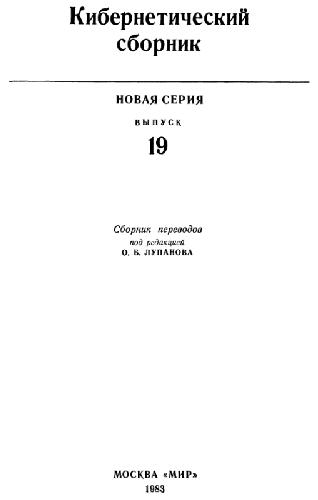 Кибернетический
сборник
НОВАЯ СЕРИЯ
ВЫПУСК
19
Сборник переводов
под редакцией
О. Б. ЛУПАНОВА
МОСКВА «МИР»
1983